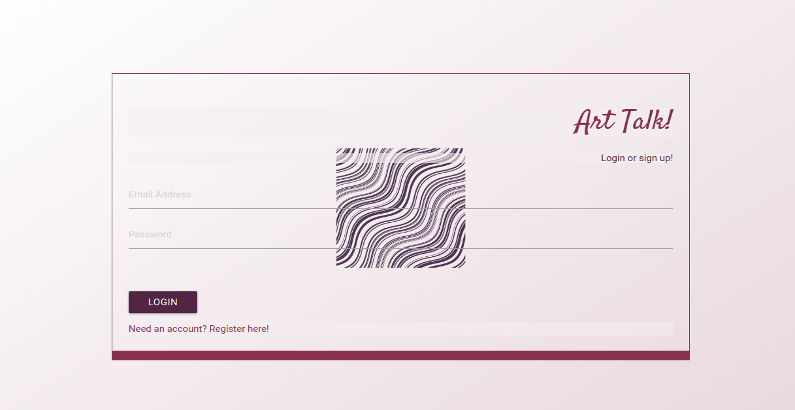 Art Talk!
Login or sign up!
Email Address
Password
LOGIN
Need an account? Register here!